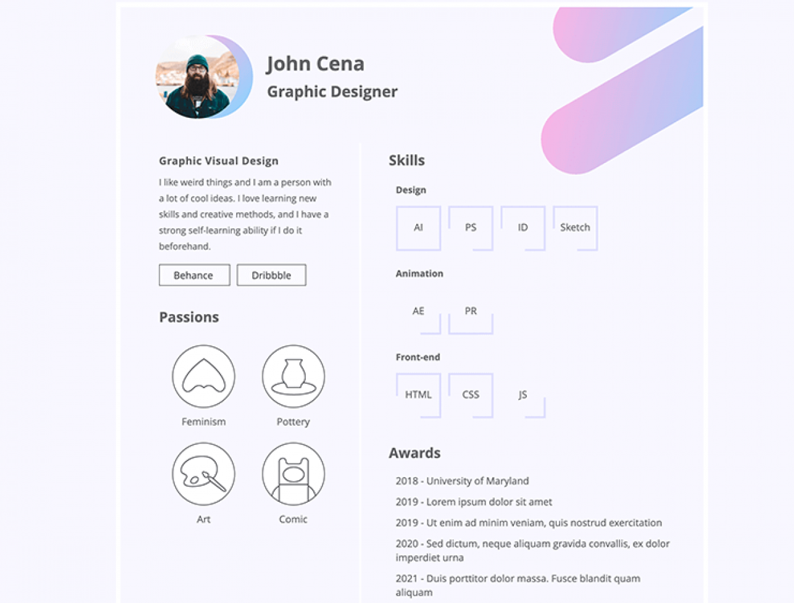 John Cena
Graphic Designer
Graphic Visual Design
I like weird things and I am a person with
a lot of cool ideas. I love learning new
skills and creative methods, and I have a
strong self-learning ability if I do it
beforehand.
Behance
Dribbble
Passions
Feminism
Pottery
Art
Comic
Skills
Design
AI
PS
ID
Sketch
Animation
AE
PR
Front-end
HTML
CSS
JS
Awards
2018 - University of Maryland
2019 - Lorem ipsum dolor sit amet
2019 - Ut enim ad minim veniam, quis nostrud exercitation
2020 - Sed dictum, neque aliquam gravida convallis, ex dolor
imperdiet urna
2021 - Duis porttitor dolor massa. Fusce blandit quam
aliquam